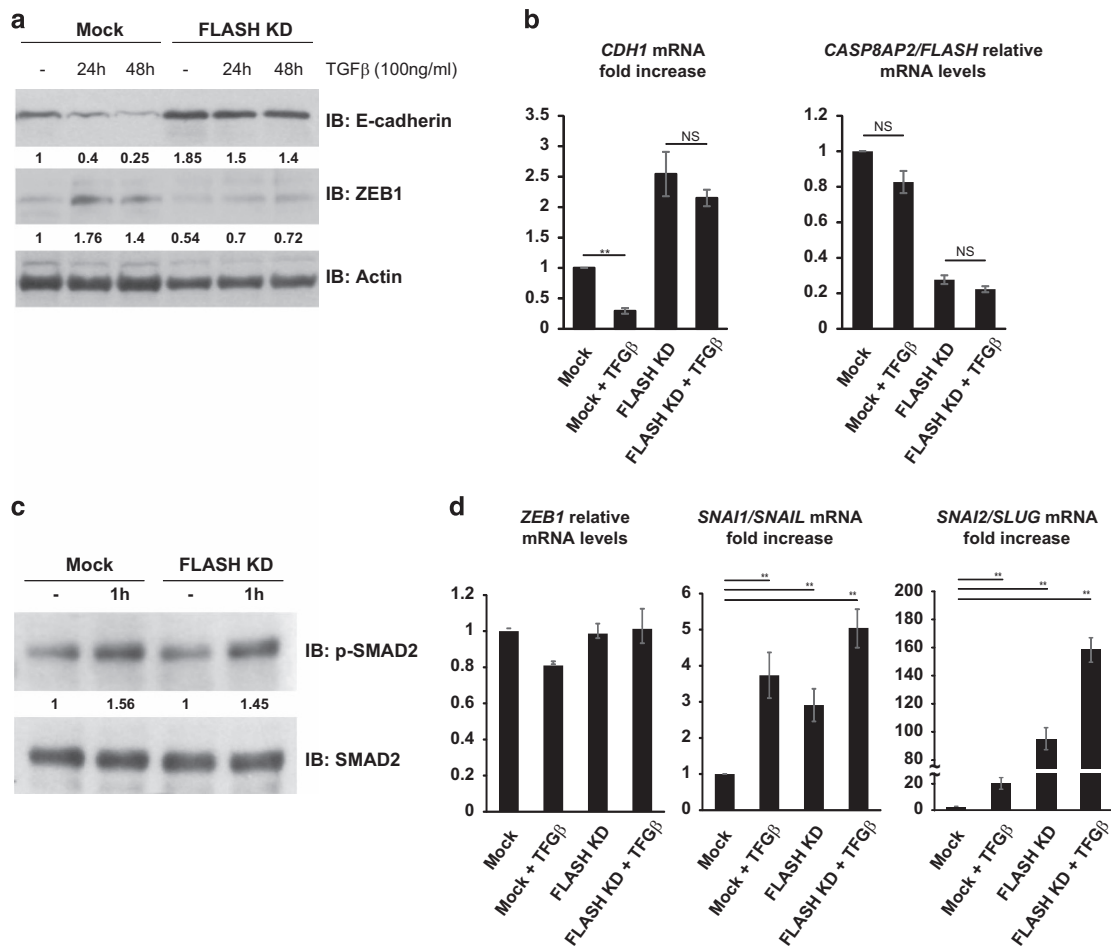 a
Mock FLASH KD
- 24h 48h - 24h 48h TGFβ (100ng/ml)
IB: E-cadherin
1 0.4 0.25 1.85 1.5 1.4
IB: ZEB1
1 1.76 1.4 0.54 0.7 0.72
IB: Actin
b
CDH1 mRNA
fold increase
3.5
3
2.5
2
1.5
1
0.5
0
**
NS
Mock
Mock + TFGβ
FLASH KD
FLASH KD + TFGβ
CASP8AP2/FLASH relative
mRNA levels
1.2
1
0.8
0.6
0.4
0.2
0
NS
NS
Mock
Mock + TFGβ
FLASH KD
FLASH KD + TFGβ
c
Mock FLASH KD
- 1h - 1h
IB: p-SMAD2
1 1.56 1 1.45
IB: SMAD2
d
ZEB1 relative
mRNA levels
1.2
1
0.8
0.6
0.4
0.2
0
Mock
Mock + TFGβ
FLASH KD
FLASH KD + TFGβ
SNAI1/SNAIL mRNA
fold increase
**
**
**
6
5
4
3
2
1
0
Mock
Mock + TFGβ
FLASH KD
FLASH KD + TFGβ
SNAI2/SLUG mRNA
fold increase
**
**
**
200
180
160
140
120
100
80
20
0
Mock
Mock + TFGβ
FLASH KD
FLASH KD + TFGβ